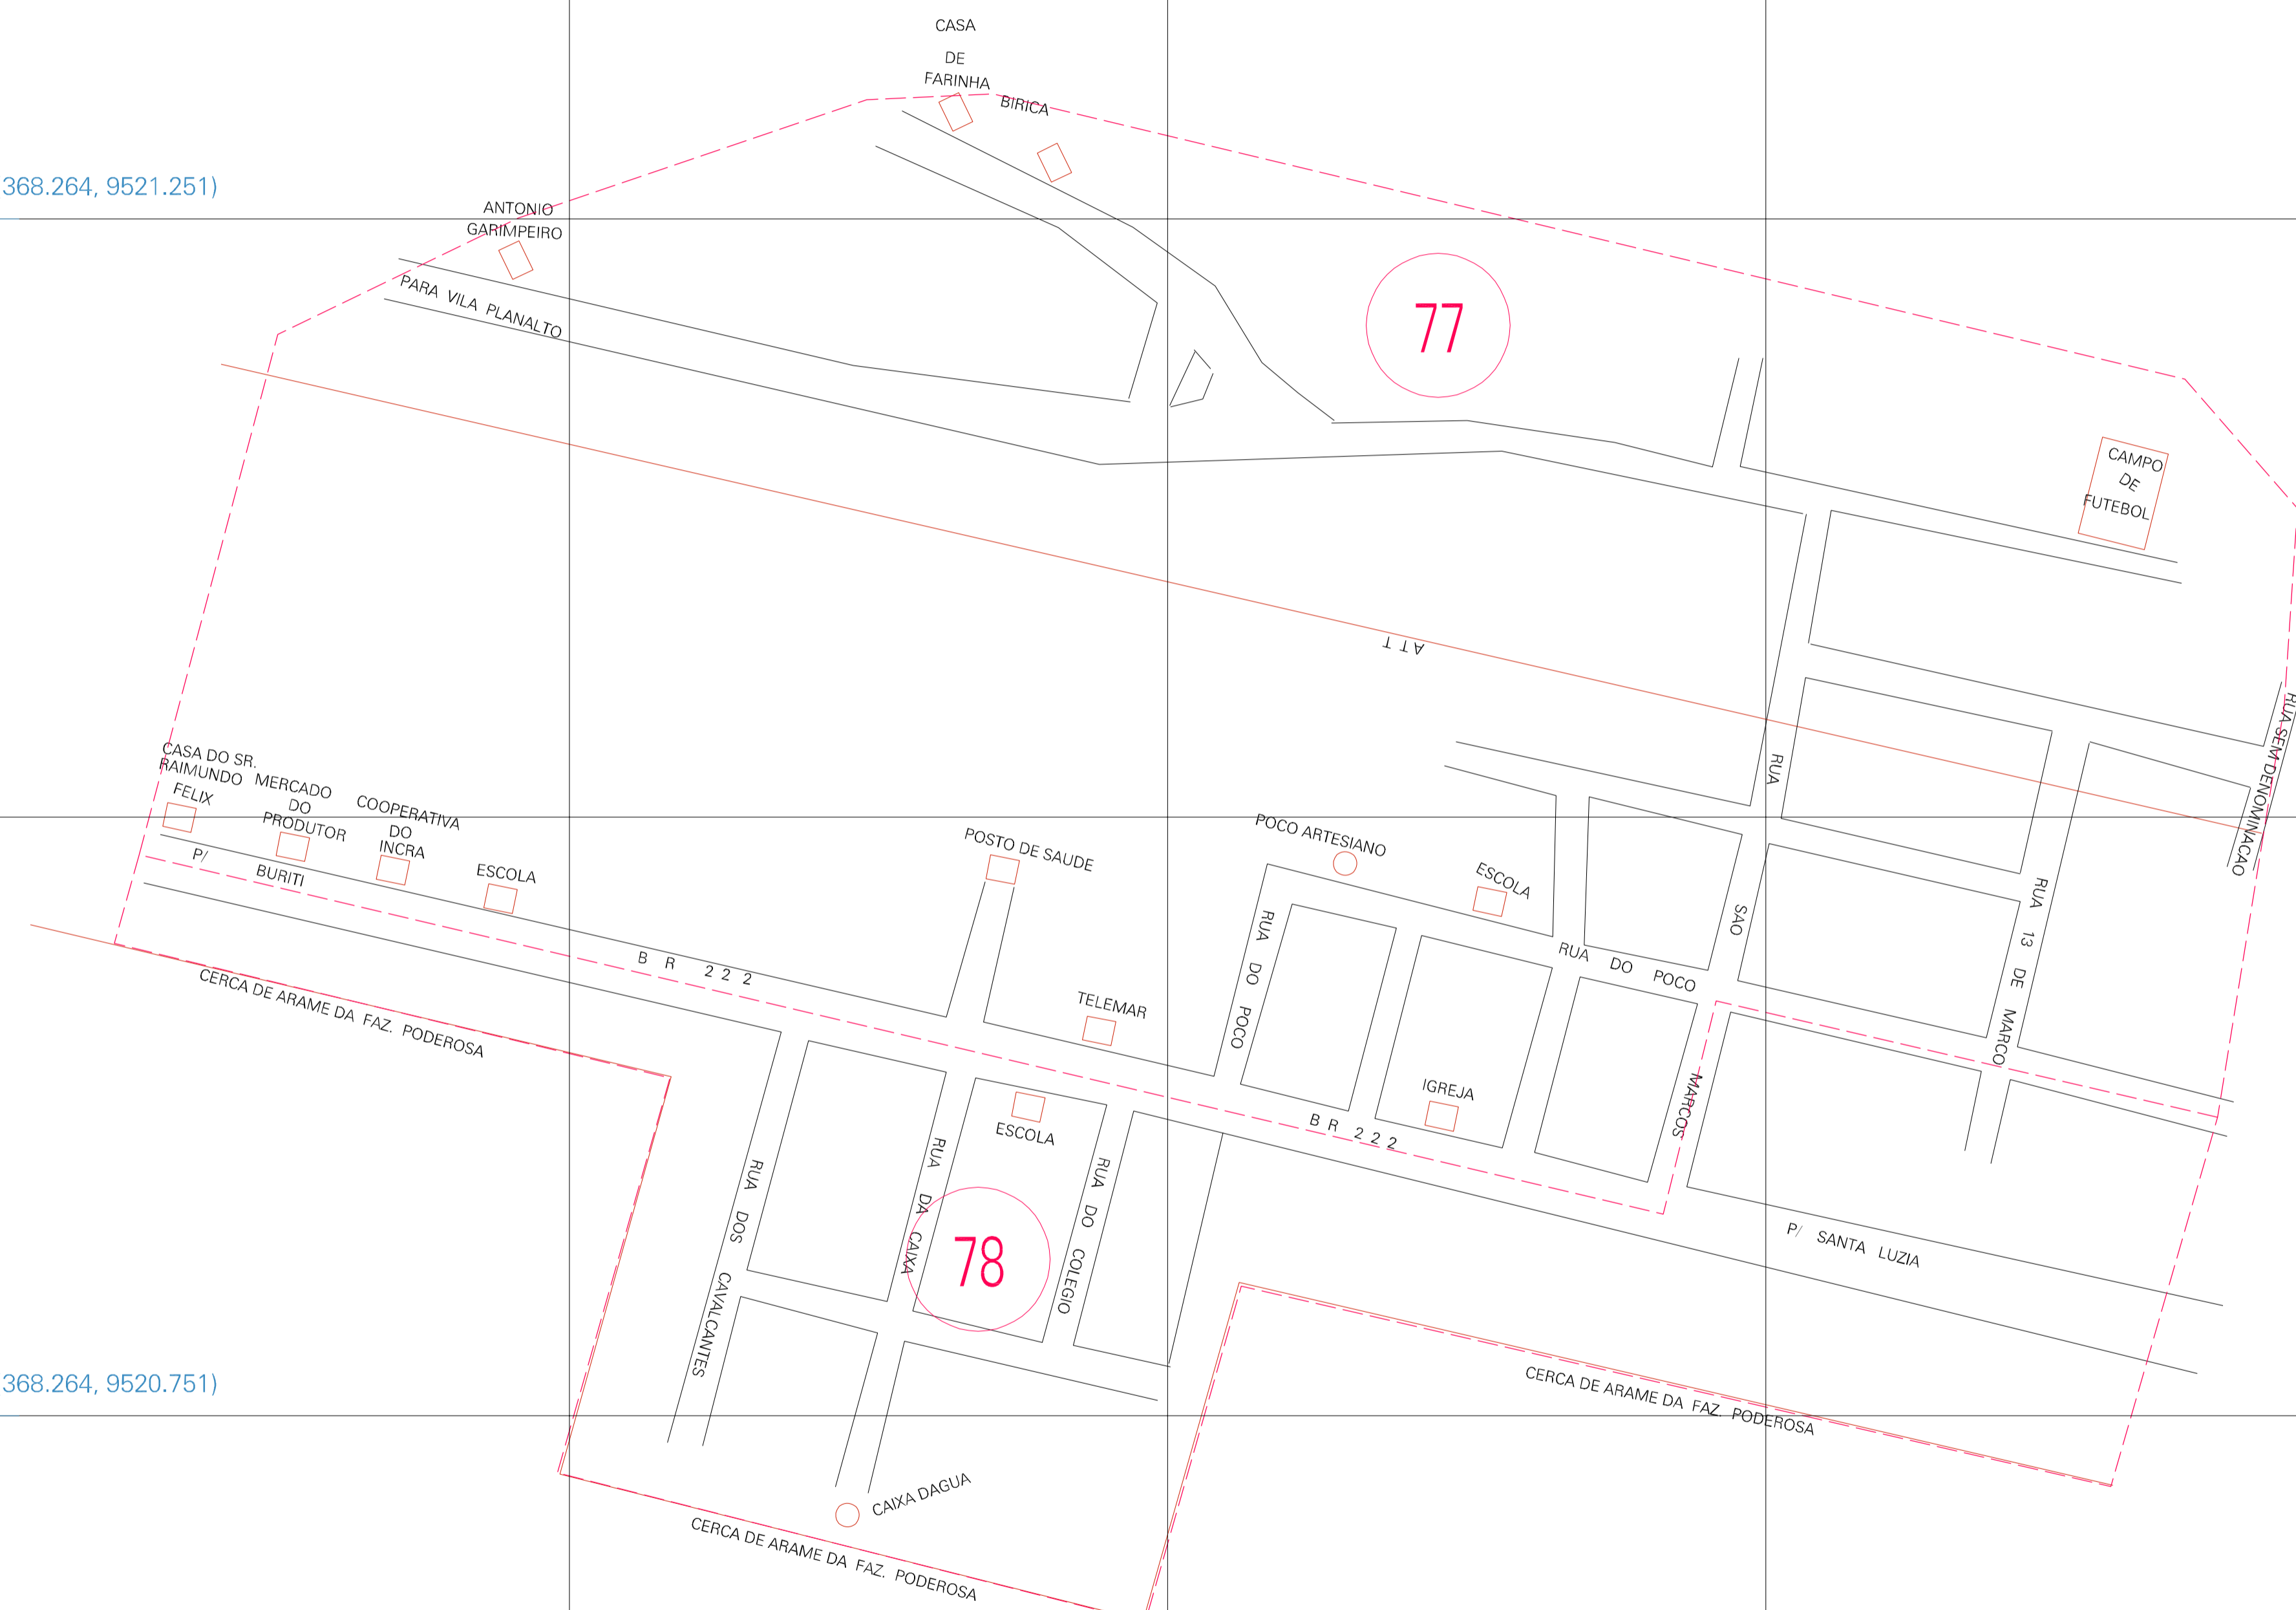 CASA
DE
FARINHA
BIRICA
368.264, 9521.251)
ANTONIO
GARIMPEIRO
PARA VILA PLANALTO
77
CAMPO
DE
FUTEBOL
A T T
RUA SEM DENOMINACAO
CASA DO SR.
RAIMUNDO
FELIX
MERCADO
DO
PRODUTOR
COOPERATIVA
DO
INCRA
ESCOLA
P/ BURITI
POSTO DE SAUDE
POCO ARTESIANO
ESCOLA
RUA SAO MARCOS
RUA 13 DE MARCO
RUA DO POCO
RUA DO POCO
B R 2 2 2
TELEMAR
CERCA DE ARAME DA FAZ. PODEROSA
IGREJA
B R 2 2 2
ESCOLA
RUA DOS CAVALCANTES
RUA DA CAIXA
RUA DO COLEGIO
78
P/ SANTA LUZIA
368.264, 9520.751)
CERCA DE ARAME DA FAZ. PODEROSA
CAIXA DAGUA
CERCA DE ARAME DA FAZ. PODEROSA